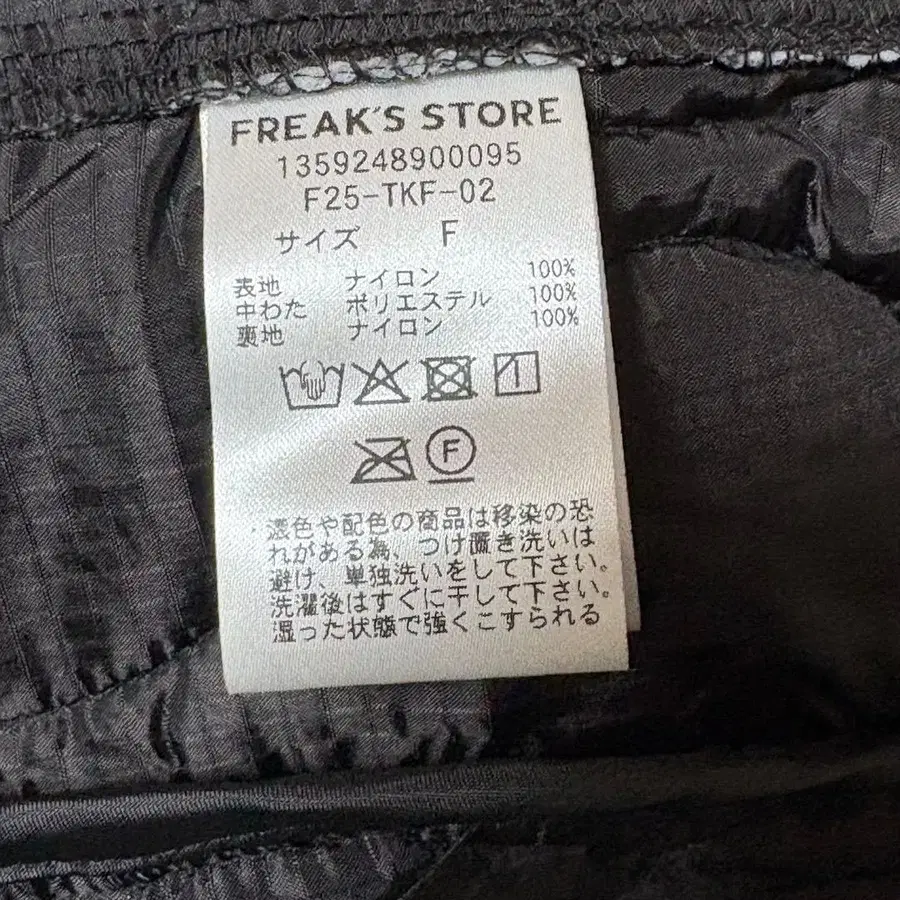 FREAK'S STORE
1359248900095
F25-TKF-02
サイズ F
表地 ナイロン 100%
中わた ポリエステル 100%
裏地 ナイロン 100%
F
・濃色や配色の商品は移染の恐
れがある為、つけ置き洗いは
避け、単独洗いをして下さい。
洗濯後はすぐに干して下さい。
湿った状態で強くこすられる